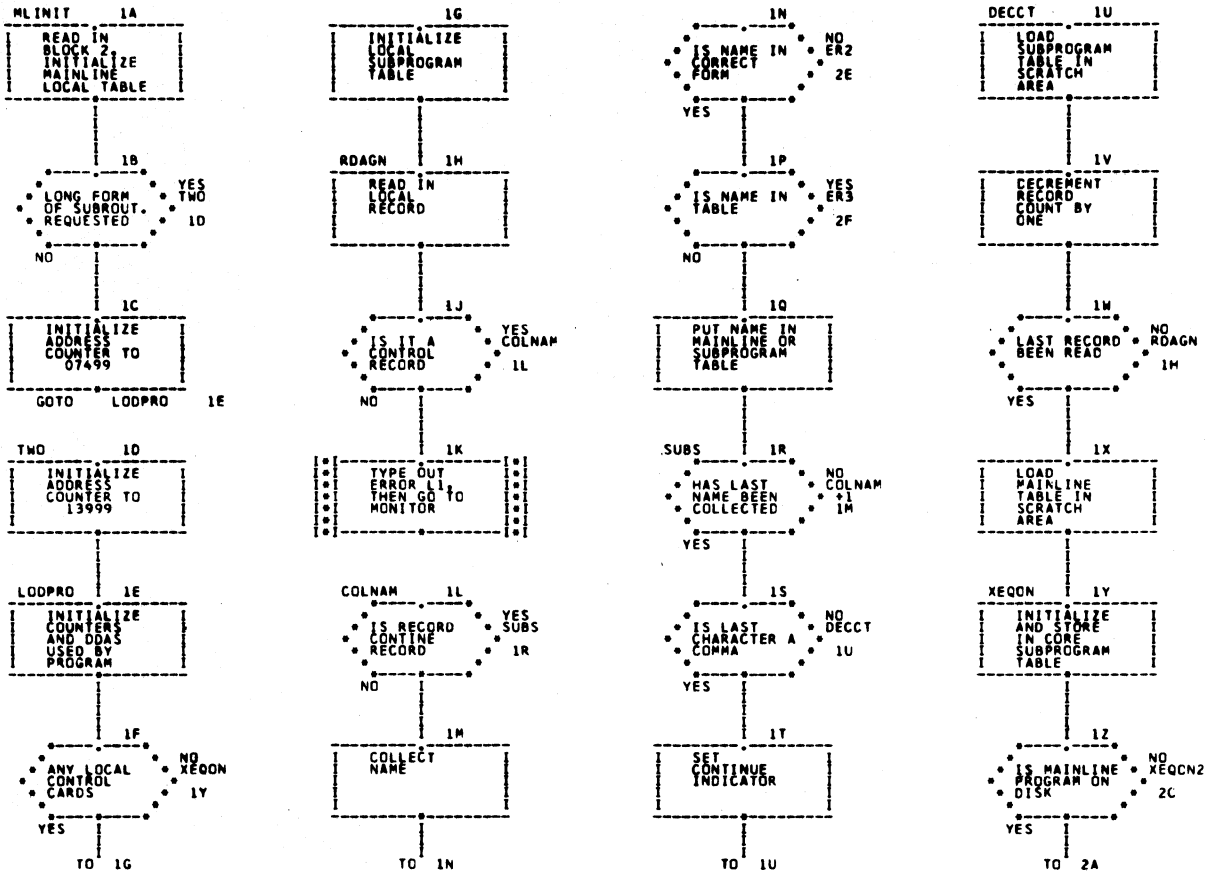 MLINIT 1A
READ IN
BLOCK 2,
INITIALIZE
MAINLINE
LOCAL TABLE
1B
LONG FORM
OF SUBROUT.
REQUESTED
YES
TWO
1D
NO
1C
INITIALIZE
ADDRESS
COUNTER TO
07499
GOTO LODPRO 1E
TWO 1D
INITIALIZE
ADDRESS
COUNTER TO
13999
LODPRO 1E
INITIALIZE
COUNTERS
AND DDAS
USED BY
PROGRAM
1F
ANY LOCAL
CONTROL
CARDS
NO
XEQON
1Y
YES
TO 1G
1G
INITIALIZE
LOCAL
SUBPROGRAM
TABLE
RDAGN 1H
READ IN
LOCAL
RECORD
1J
IS IT A
CONTROL
RECORD
YES
COLNAM
1L
NO
1K
TYPE OUT
ERROR L1,
THEN GO TO
MONITOR
COLNAM 1L
IS RECORD
CONTINE
RECORD
YES
SUBS
1R
NO
1M
COLLECT
NAME
TO 1N
1N
IS NAME IN
CORRECT
FORM
NO
ER2
2E
YES
1P
IS NAME IN
TABLE
YES
ER3
2F
NO
1Q
PUT NAME IN
MAINLINE OR
SUBPROGRAM
TABLE
SUBS 1R
HAS LAST
NAME BEEN
COLLECTED
NO
COLNAM
+1
1M
YES
1S
IS LAST
CHARACTER A
COMMA
NO
DECCT
1U
YES
1T
SET
CONTINUE
INDICATOR
TO 1U
DECCT 1U
LOAD
SUBPROGRAM
TABLE IN
SCRATCH
AREA
1V
DECREMENT
RECORD
COUNT BY
ONE
1W
LAST RECORD
BEEN READ
NO
RDAGN
1H
YES
1X
LOAD
MAINLINE
TABLE IN
SCRATCH
AREA
XEQON 1Y
INITIALIZE
AND STORE
IN CORE
SUBPROGRAM
TABLE
1Z
IS MAINLINE
PROGRAM ON
DISK
NO
XEQCN2
2C
YES
TO 2A